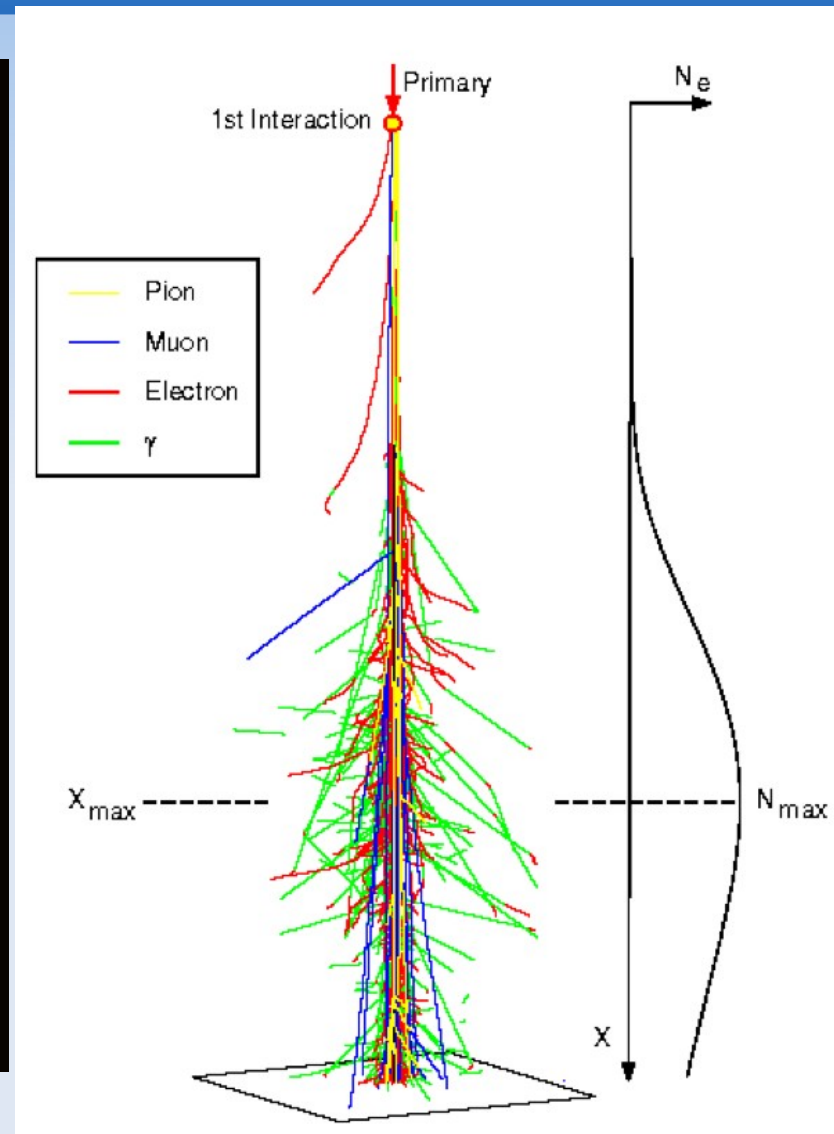 Primary
1st Interaction
N e
Pion
Muon
Electron
γ
X max
N max
X